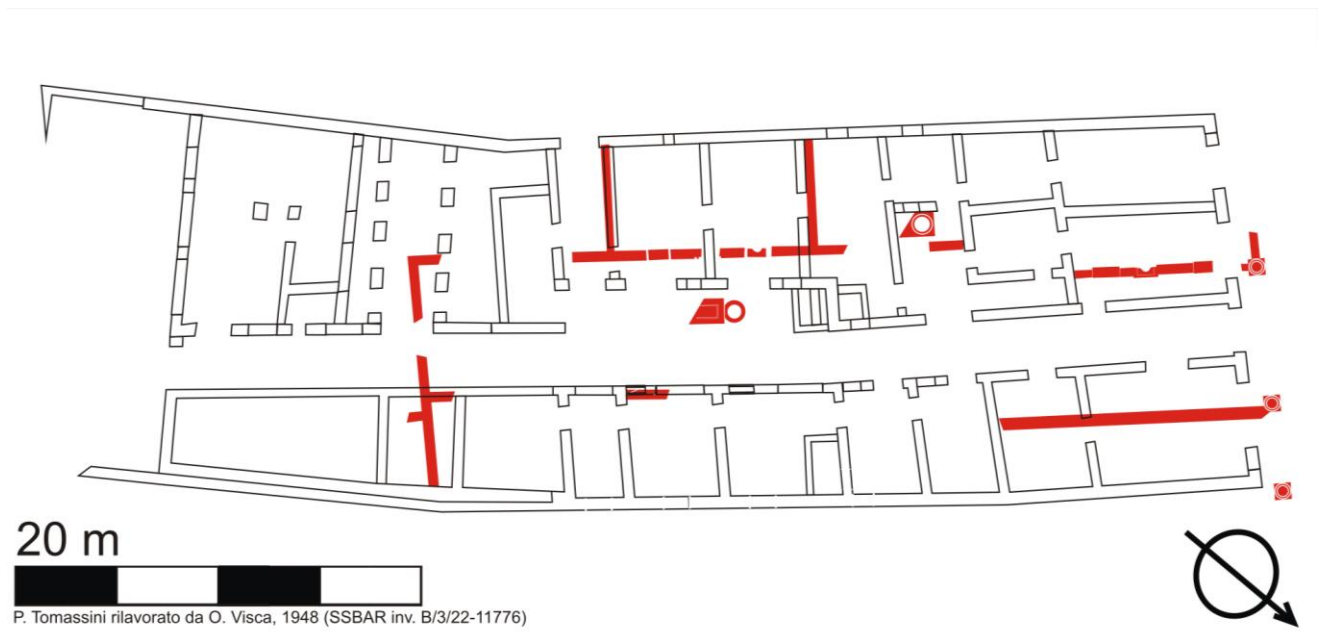 20 m
P. Tomassini rilavorato da O. Visca, 1948 (SSBAR inv. B/3/22-11776)